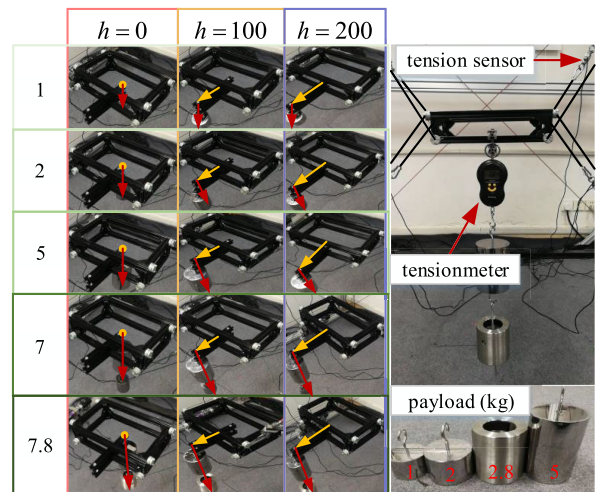 h = 0
h = 100
h = 200
1
2
5
7
7.8
tension sensor
tensionmeter
payload (kg)
1 2 2.8 5